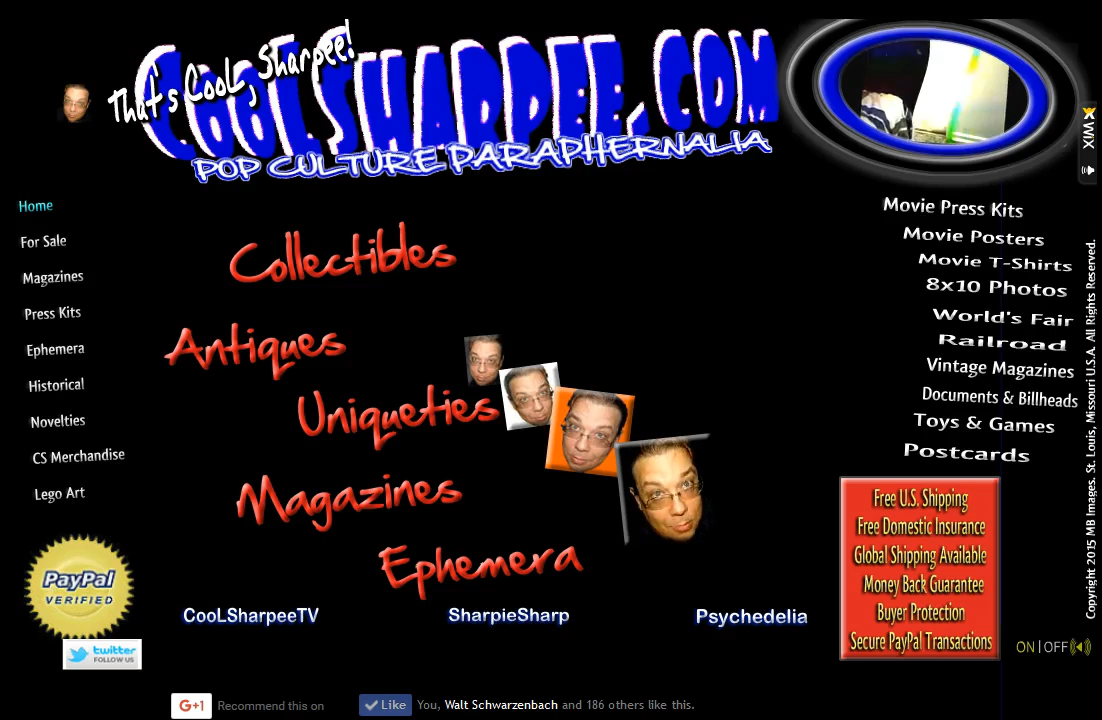 That's CooL, Sharpee!
CooLSharpee.com
Pop Culture Paraphernalia
WIX
Home
For Sale
Magazines
Press Kits
Ephemera
Historical
Novelties
CS Merchandise
Lego Art
Collectibles
Antiques
Uniqueties
Magazines
Ephemera
Movie Press Kits
Movie Posters
Movie T-Shirts
8x10 Photos
World's Fair
Railroad
Vintage Magazines
Documents & Billheads
Toys & Games
Postcards
Copyright 2015 MB Images. St. Louis, Missouri U.S.A. All Rights Reserved.
Free U.S. Shipping
Free Domestic Insurance
Global Shipping Available
Money Back Guarantee
Buyer Protection
Secure PayPal Transactions
PayPal
VERIFIED
twitter
FOLLOW US
CooLSharpeeTV
SharpieSharp
Psychedelia
ON|OFF
G+1 Recommend this on
Like You, Walt Schwarzenbach and 186 others like this.